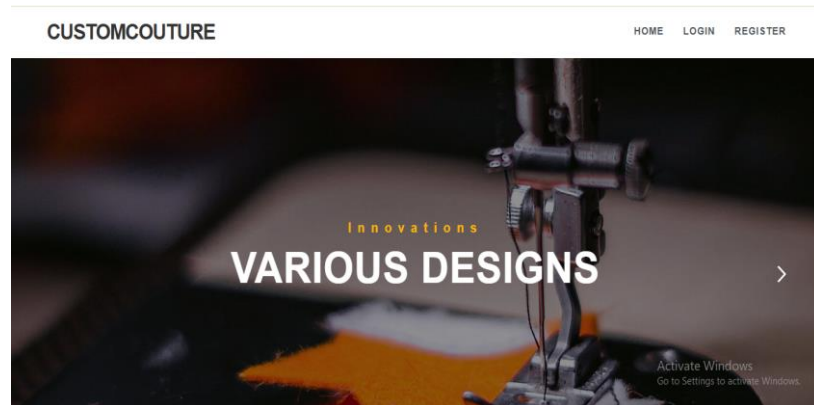 CUSTOMCOUTURE
HOME LOGIN REGISTER
Innovations
VARIOUS DESIGNS
Activate Windows
Go to Settings to activate Windows.